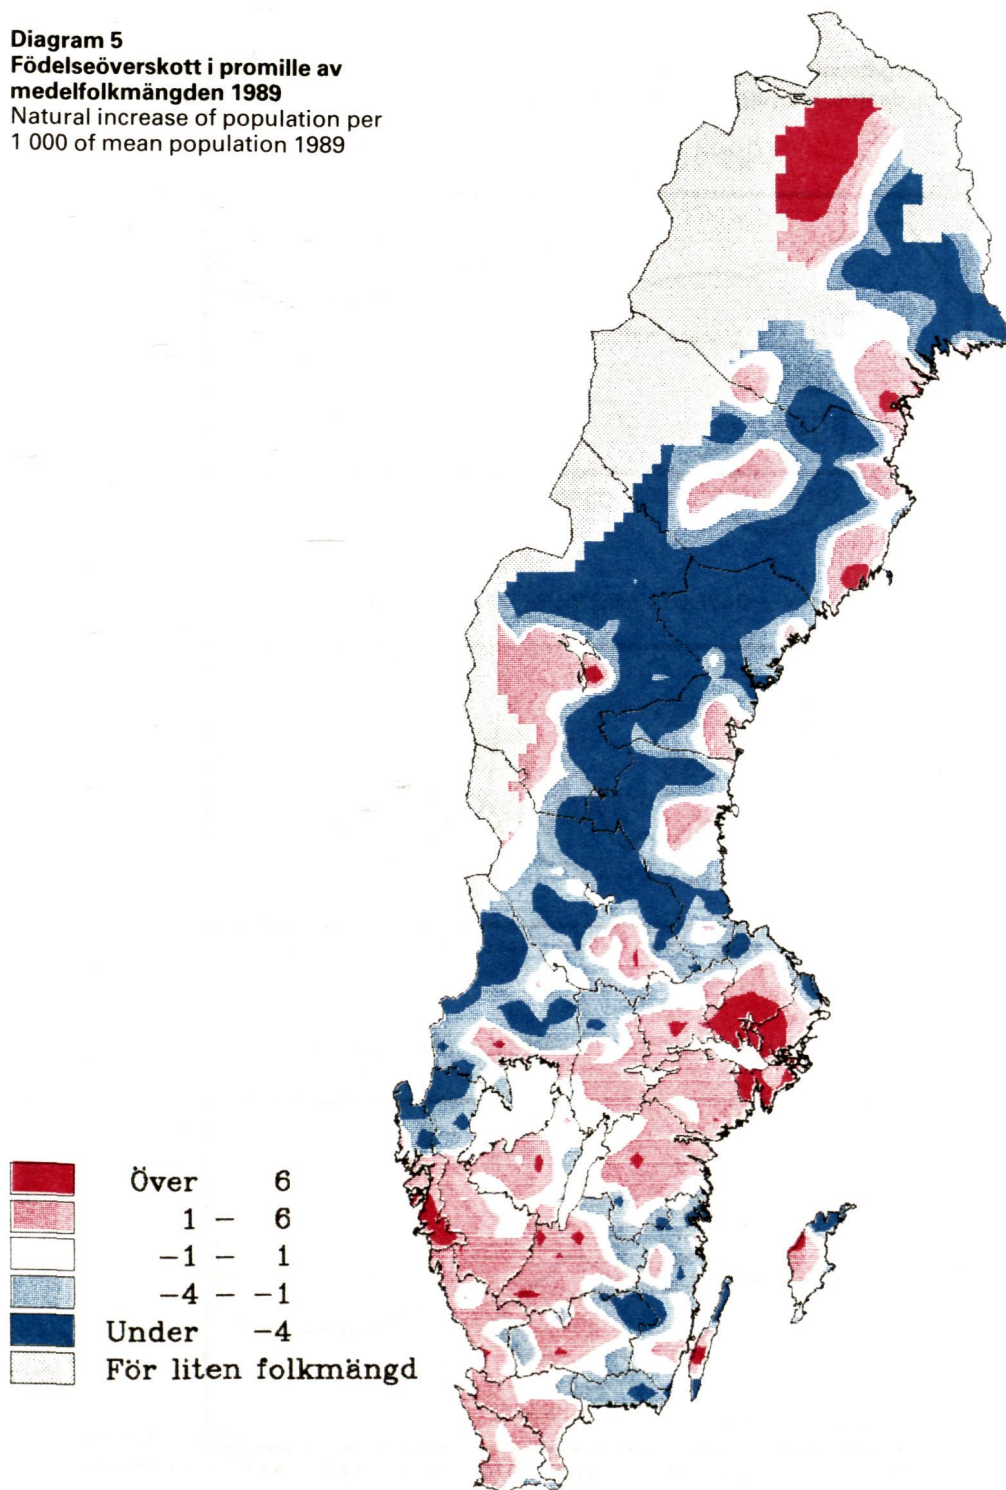 Diagram 5
Födelseöverskott i promille av
medelfolkmängden 1989
Natural increase of population per
1 000 of mean population 1989
Över 6
1 – 6
−1 – 1
−4 – −1
Under −4
För liten folkmängd